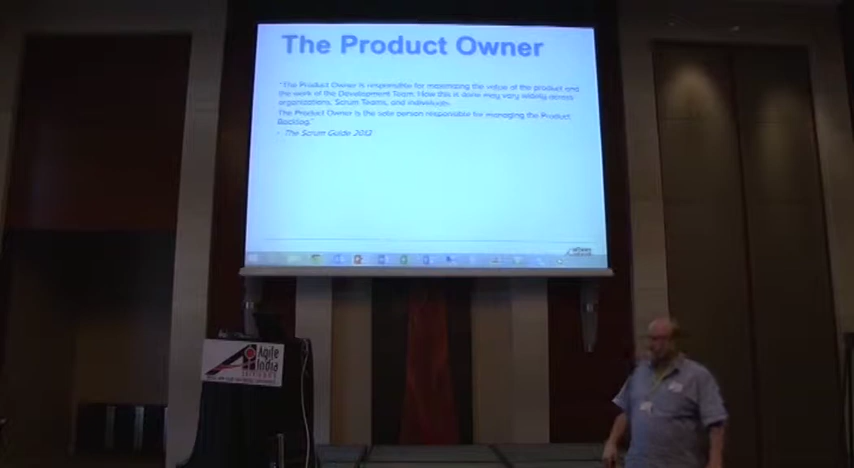 The Product Owner
"The Product Owner is responsible for maximizing the value of the product and
the work of the Development Team. How this is done may vary widely across
organizations, Scrum Teams, and individuals.
The Product Owner is the sole person responsible for managing the Product
Backlog."
- The Scrum Guide 2012
Agile
India